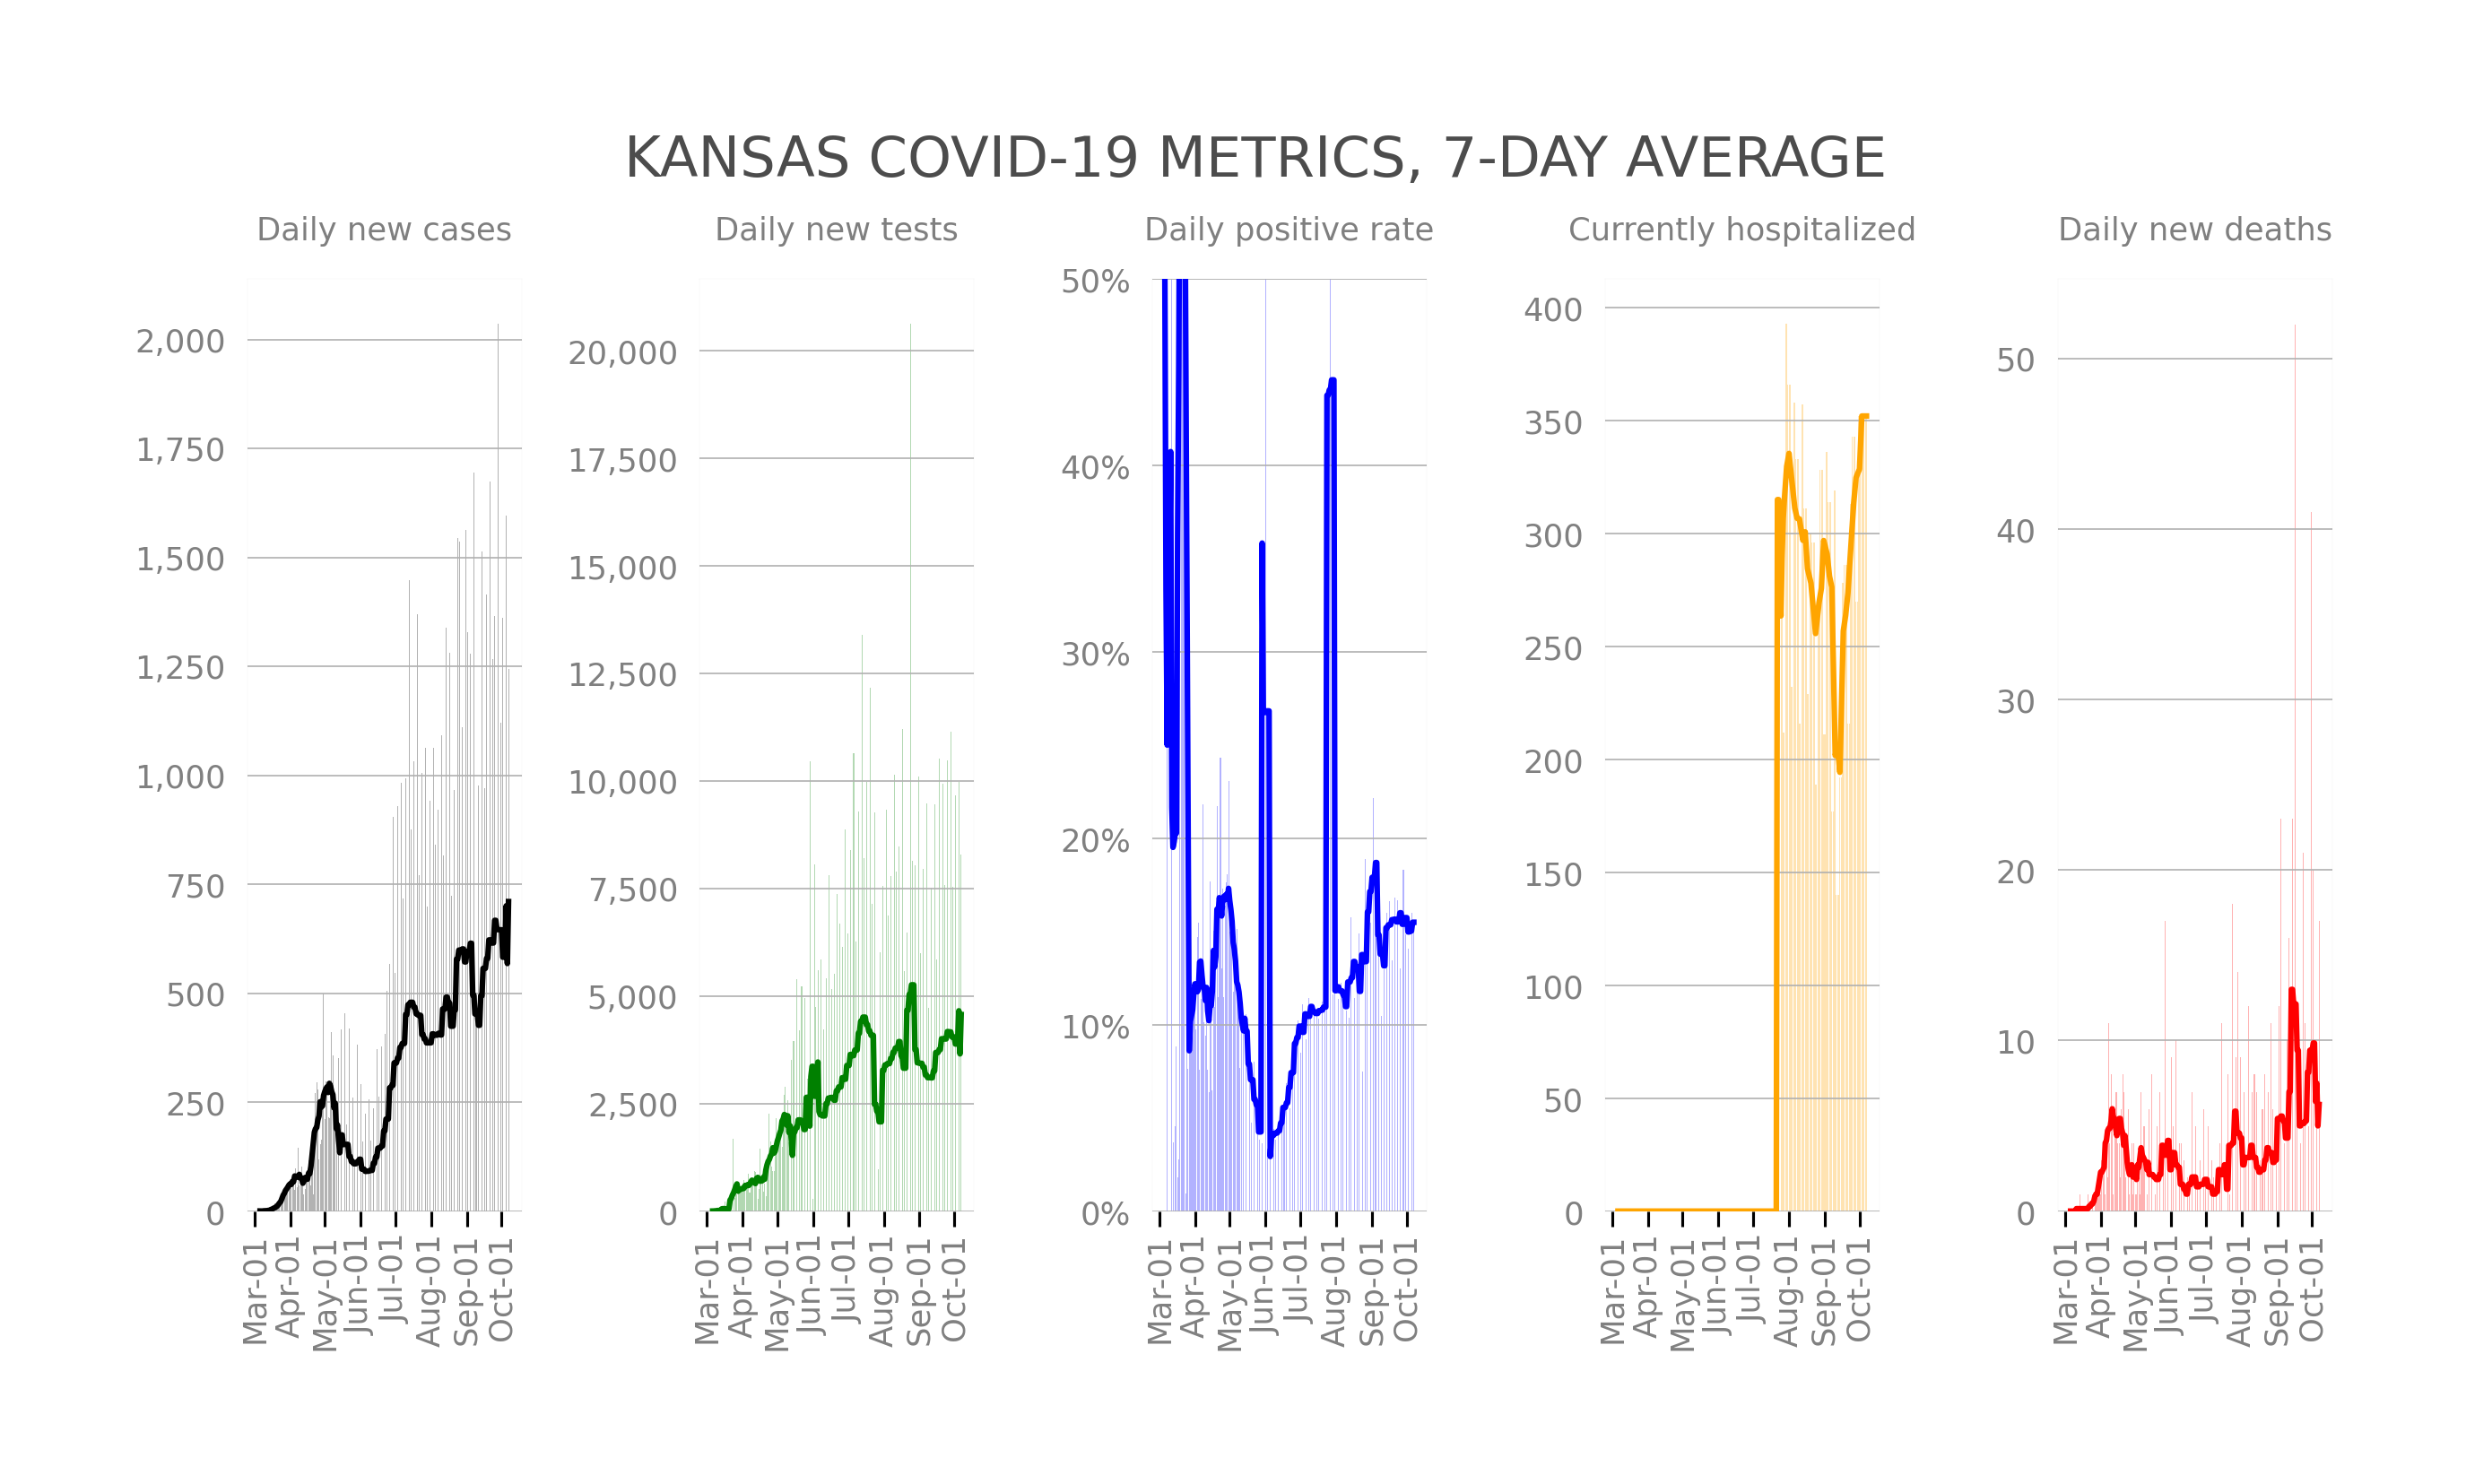 KANSAS COVID-19 METRICS, 7-DAY AVERAGE
Daily new cases
2,000
1,750
1,500
1,250
1,000
750
500
250
0
Mar-01
Apr-01
May-01
Jun-01
Jul-01
Aug-01
Sep-01
Oct-01
Daily new tests
20,000
17,500
15,000
12,500
10,000
7,500
5,000
2,500
0
Mar-01
Apr-01
May-01
Jun-01
Jul-01
Aug-01
Sep-01
Oct-01
Daily positive rate
50%
40%
30%
20%
10%
0%
Mar-01
Apr-01
May-01
Jun-01
Jul-01
Aug-01
Sep-01
Oct-01
Currently hospitalized
400
350
300
250
200
150
100
50
0
Mar-01
Apr-01
May-01
Jun-01
Jul-01
Aug-01
Sep-01
Oct-01
Daily new deaths
50
40
30
20
10
0
Mar-01
Apr-01
May-01
Jun-01
Jul-01
Aug-01
Sep-01
Oct-01